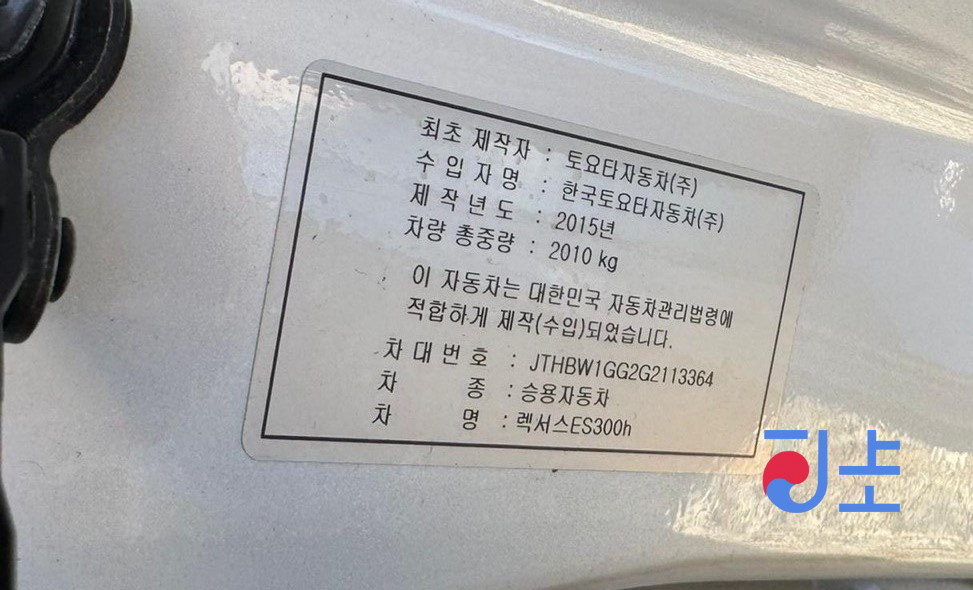 최초 제작자 : 토요타자동차(주)
수 입 자 명 : 한국토요타자동차(주)
제 작 년 도 : 2015년
차량 총중량 : 2010 kg
이 자동차는 대한민국 자동차관리법령에
적합하게 제작(수입)되었습니다.
차 대 번 호 : JTHBW1GG2G2113364
차 종 : 승용자동차
차 명 : 렉서스ES300h